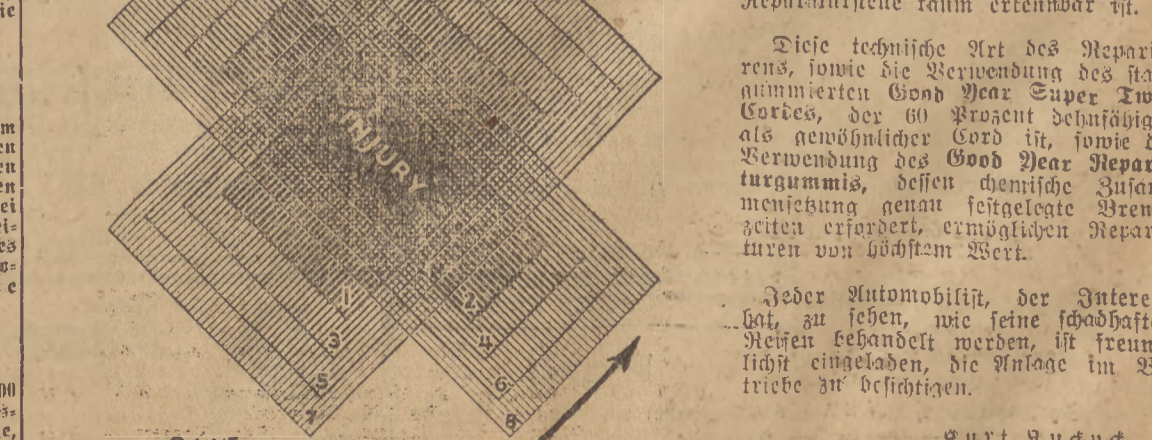 INJURY
1
2
3
4
5
6
7
8
Diese technische Art des Repari
rens, sowie die Verwendung des sta
gummierten Good Year Super Tw
Cordes, der 60 Prozent dehnfähig
als gewöhnlicher Cord ist, sowie d
Verwendung des Good Year Repar
turgummis, dessen chemische Zusam
mensetzung genau festgelegte Bren
zeiten erfordert, ermöglichen Repar
turen von höchstem Wert.
Jeder Automobilist, der Intere
hat, zu sehen, wie seine schadhaft
Reifen behandelt werden, ist freun
lichst eingeladen, die Anlage im B
triebe zu besichtigen.